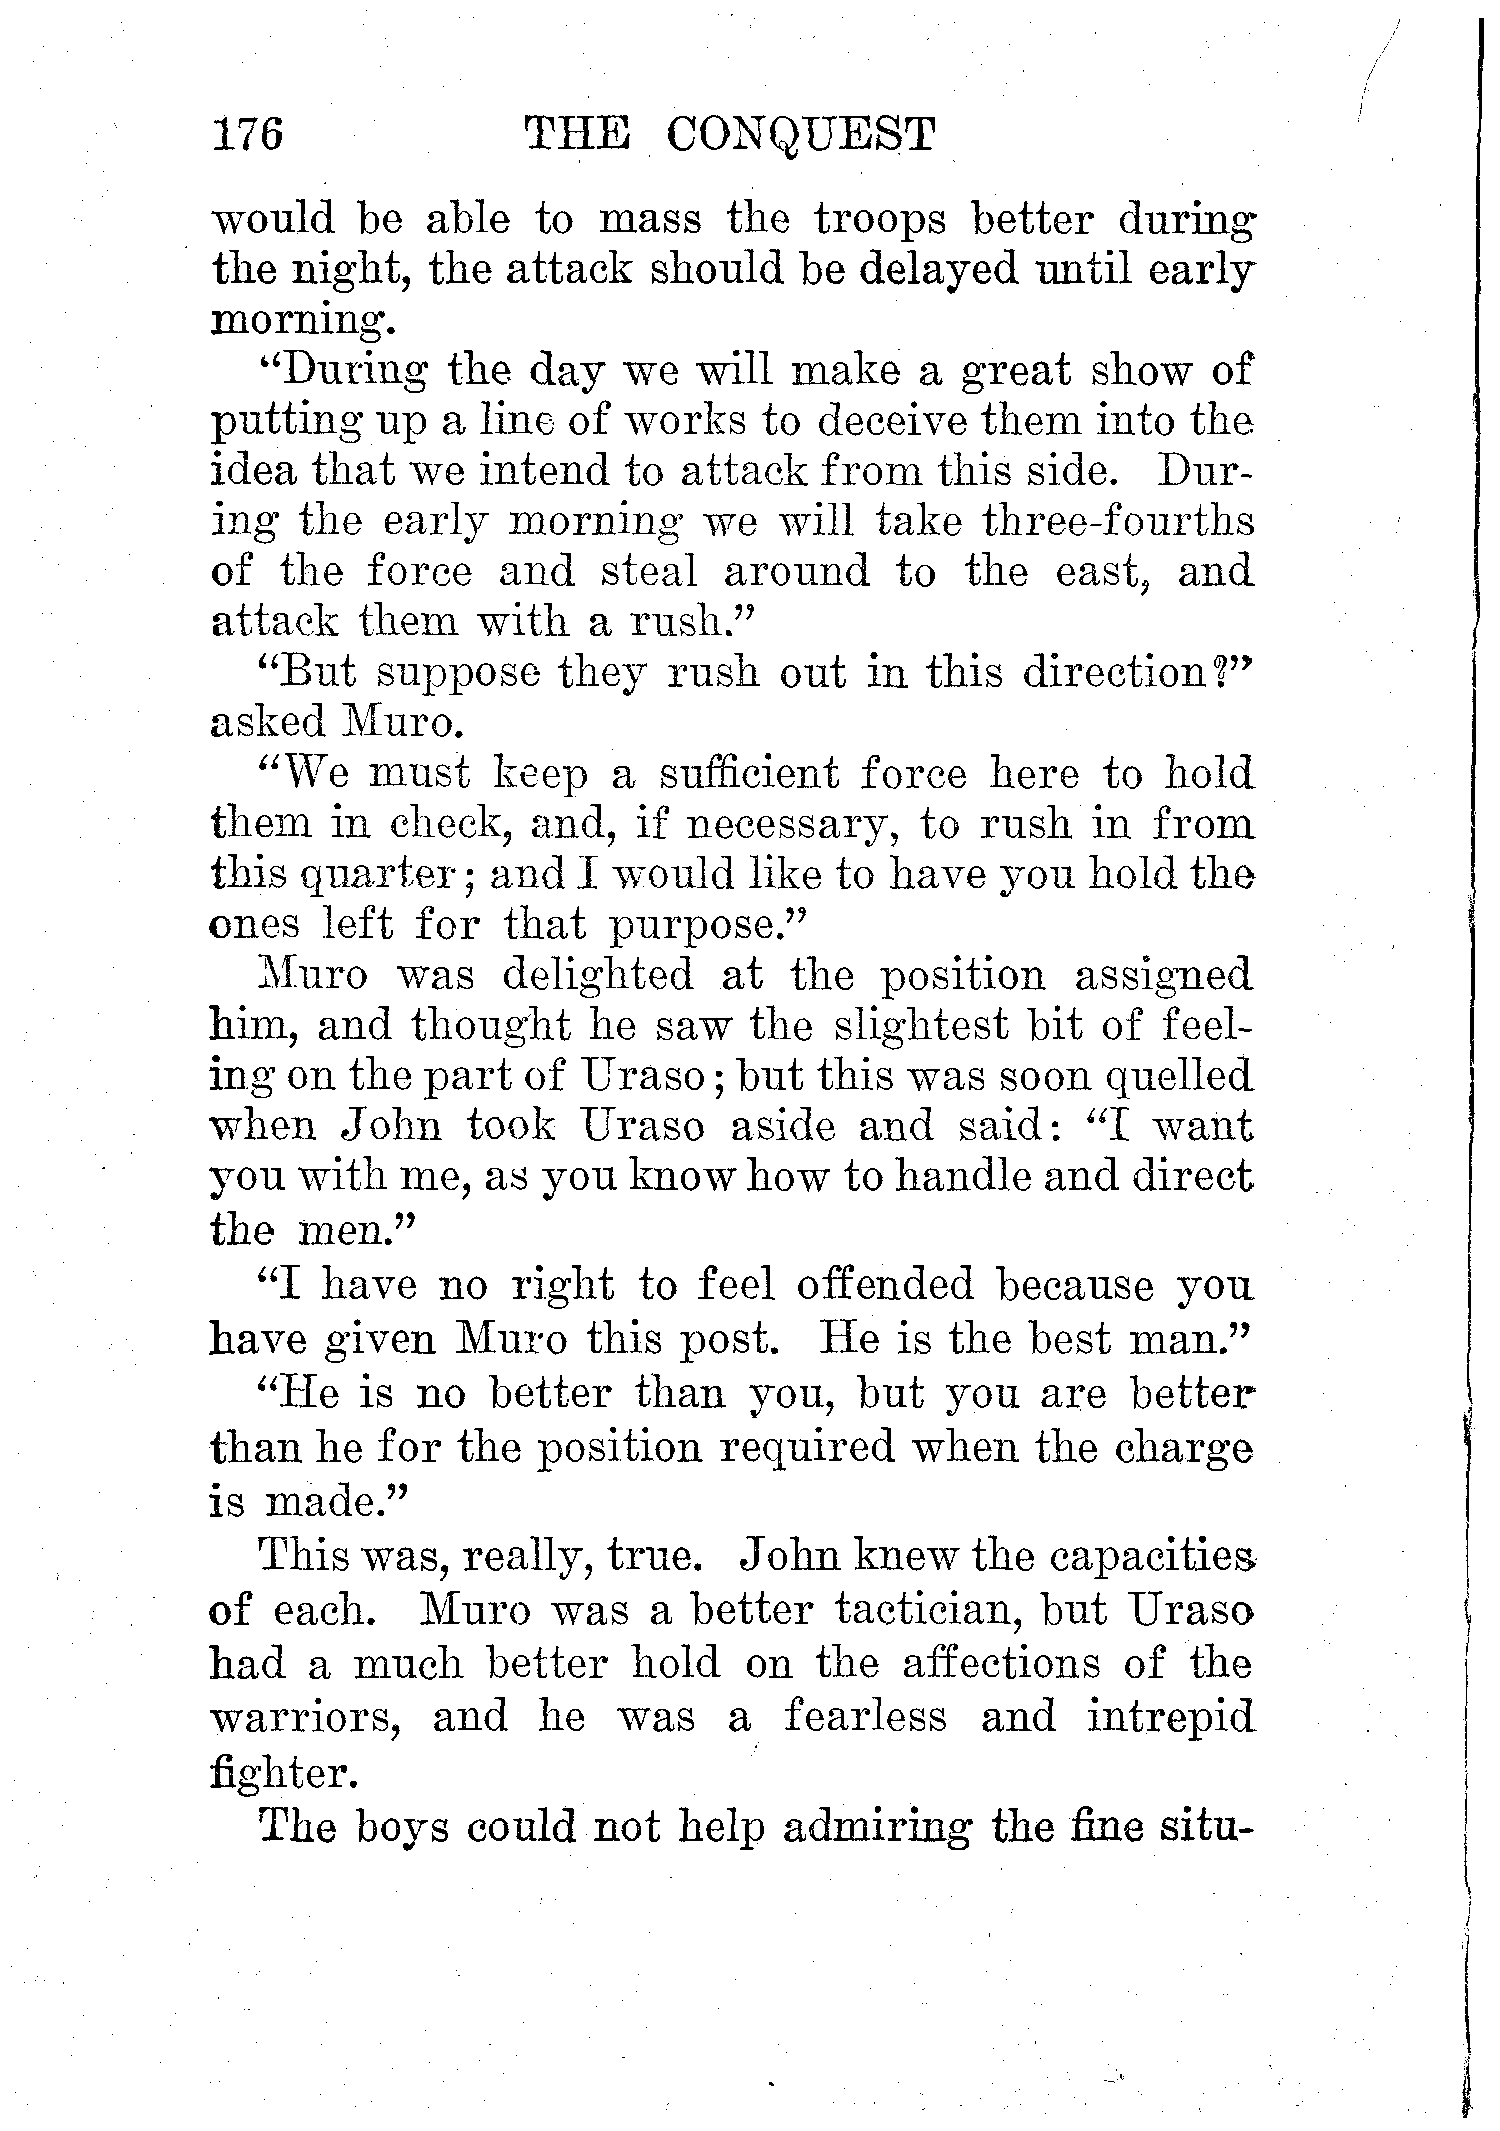 176 THE CONQUEST
would be able to mass the troops better during
the night, the attack should be delayed until early
morning.
“During the day we will make a great show of
putting up a line of works to deceive them into the
idea that we intend to attack from this side. Dur-
ing the early morning we will take three-fourths
of the force and steal around to the east, and
attack them with a rush.”
“But suppose they rush out in this direction?”
asked Muro.
“We must keep a sufficient force here to hold
them in check, and, if necessary, to rush in from
this quarter; and I would like to have you hold the
ones left for that purpose.”
Muro was delighted at the position assigned
him, and thought he saw the slightest bit of feel-
ing on the part of Uraso; but this was soon quelled
when John took Uraso aside and said: “I want
you with me, as you know how to handle and direct
the men.”
“I have no right to feel offended because you
have given Muro this post. He is the best man.”
“He is no better than you, but you are better
than he for the position required when the charge
is made.”
This was, really, true. John knew the capacities
of each. Muro was a better tactician, but Uraso
had a much better hold on the affections of the
warriors, and he was a fearless and intrepid
fighter.
The boys could not help admiring the fine situ-